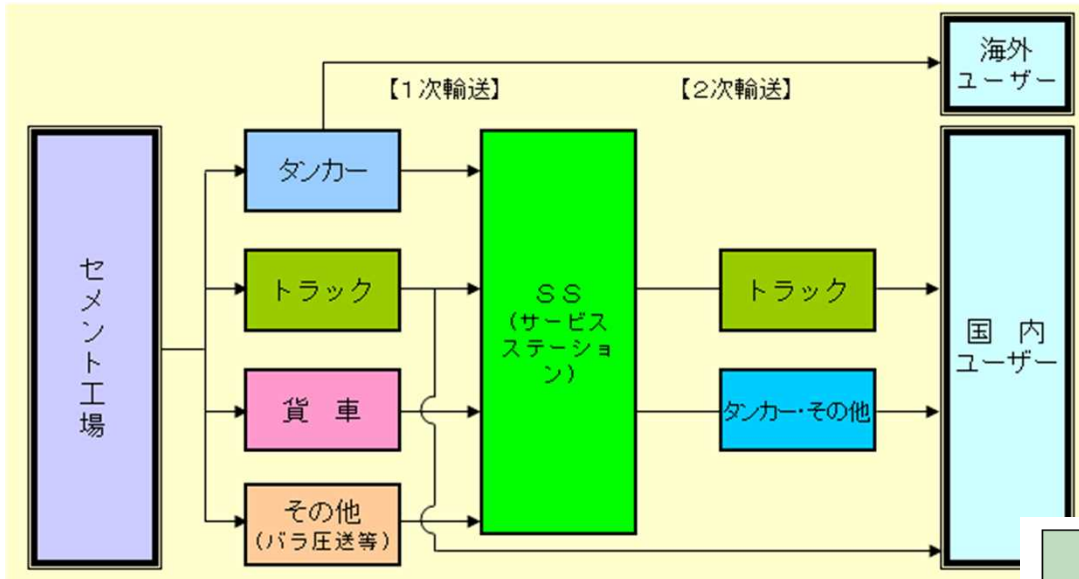 海外
ユーザー
【1次輸送】
【2次輸送】
セメント工場
タンカー
トラック
貨 車
その他
(バラ圧送等)
SS
(サービス
ステーショ
ン)
トラック
タンカー・その他
国 内
ユーザー